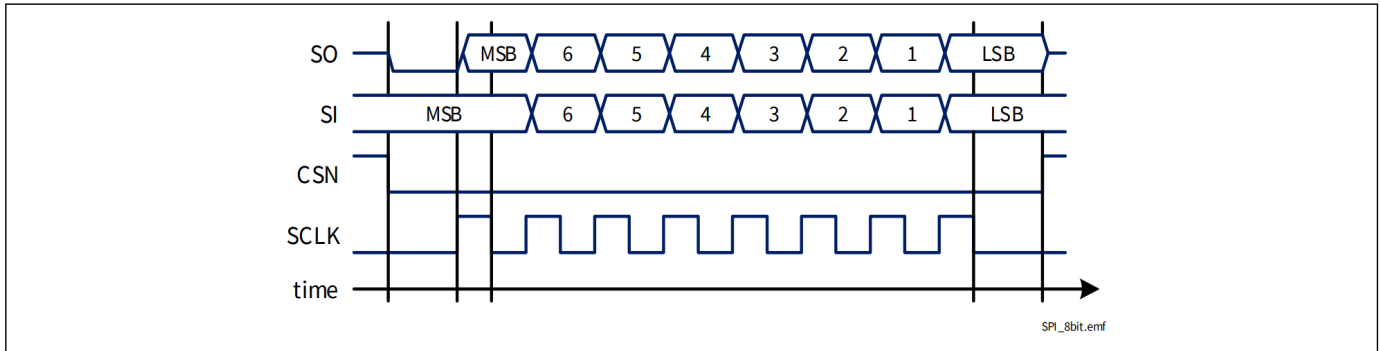 SO MSB 6 5 4 3 2 1 LSB
SI MSB 6 5 4 3 2 1 LSB
CSN
SCLK
time
SPI_8bit.emf